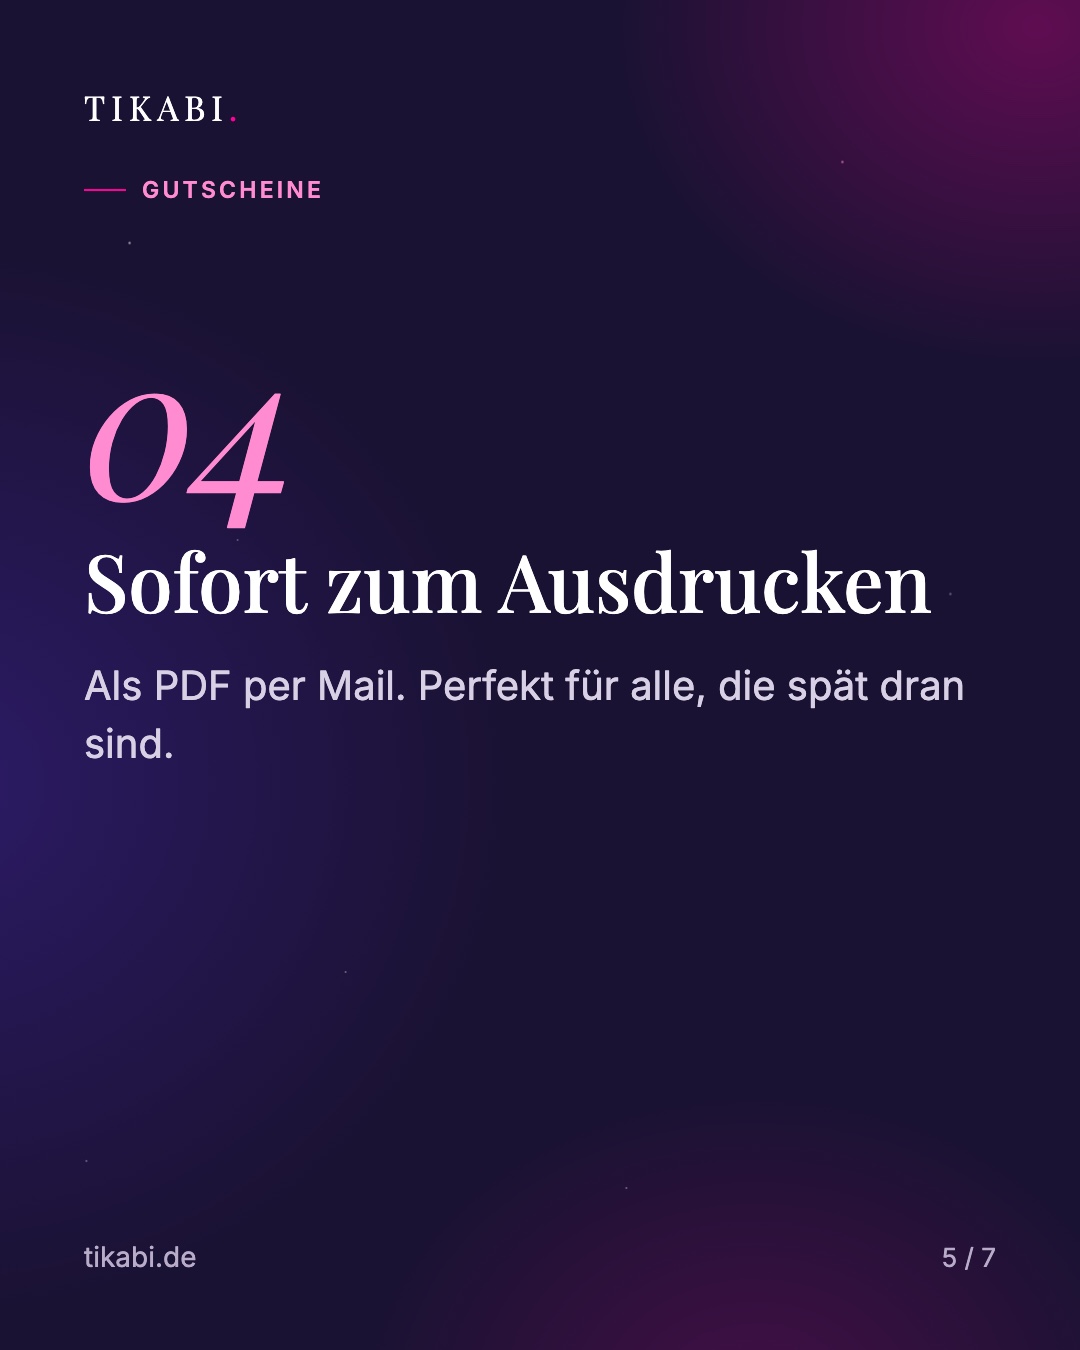 TIKABI.
GUTSCHEINE
04
Sofort zum Ausdrucken
Als PDF per Mail. Perfekt für alle, die spät dran
sind.
tikabi.de
5 / 7